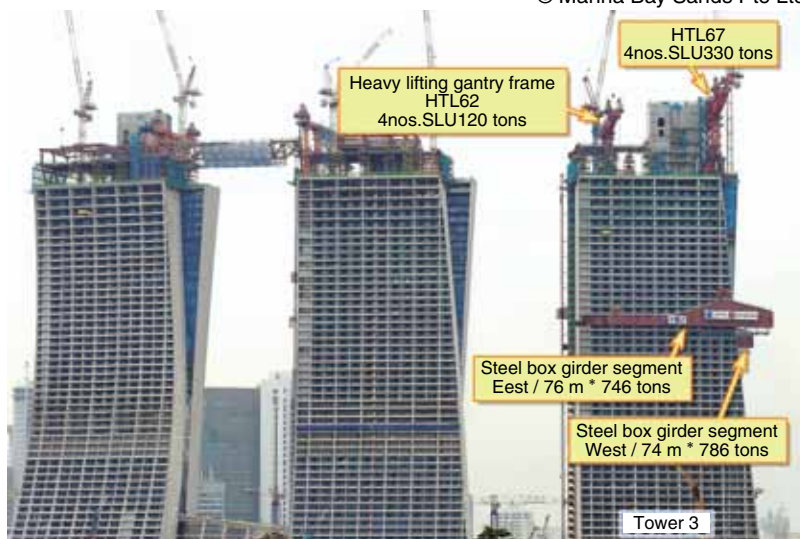 © Marina Bay Sands Pte Ltd
HTL67
4nos.SLU330 tons
Heavy lifting gantry frame
HTL62
4nos.SLU120 tons
Steel box girder segment
Eest / 76 m * 746 tons
Steel box girder segment
West / 74 m * 786 tons
Tower 3